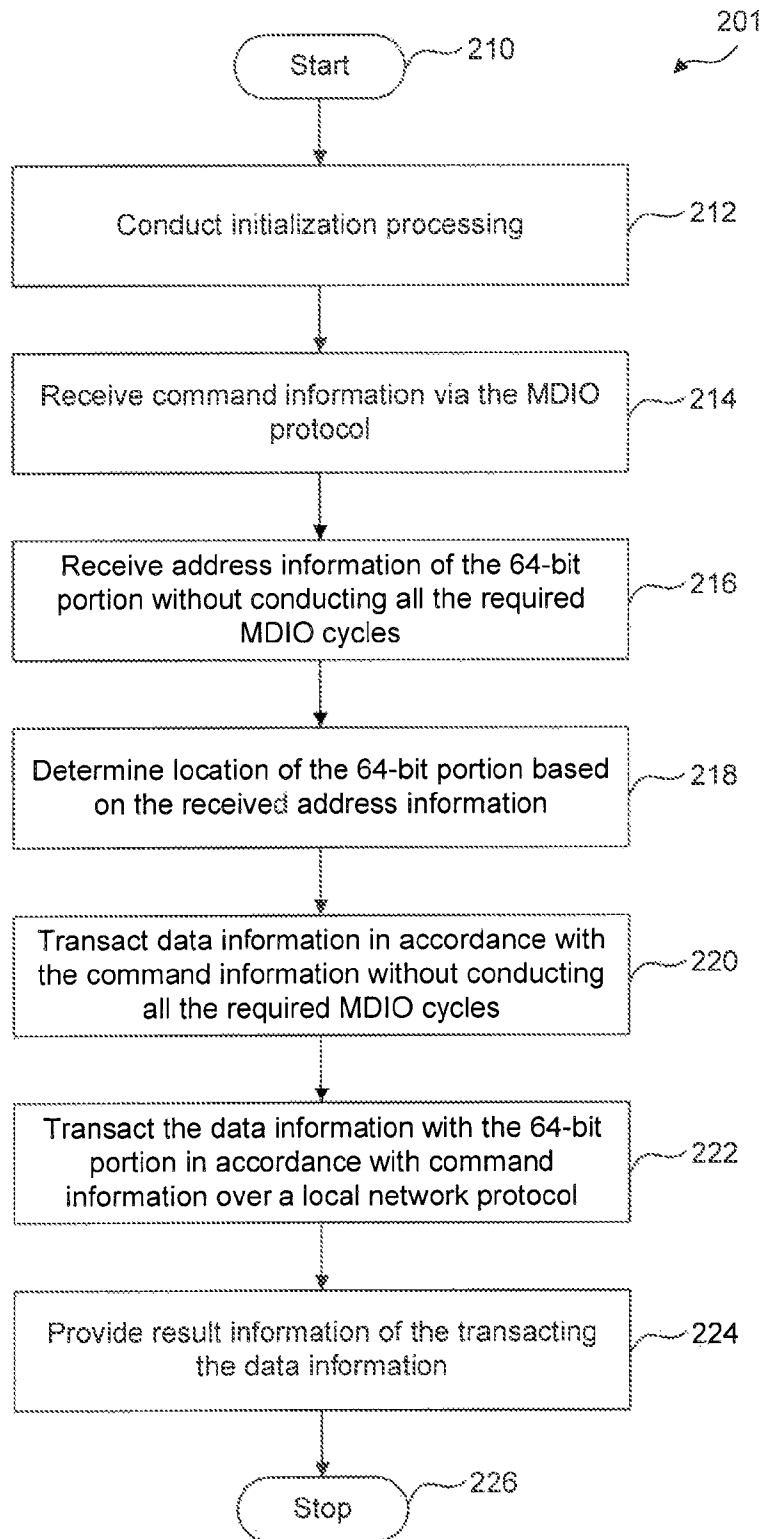 201
Start
210
Conduct initialization processing
212
Receive command information via the MDIO
protocol
214
Receive address information of the 64-bit
portion without conducting all the required
MDIO cycles
216
Determine location of the 64-bit portion based
on the received address information
218
Transact data information in accordance with
the command information without conducting
all the required MDIO cycles
220
Transact the data information with the 64-bit
portion in accordance with command
information over a local network protocol
222
Provide result information of the transacting
the data information
224
Stop
226